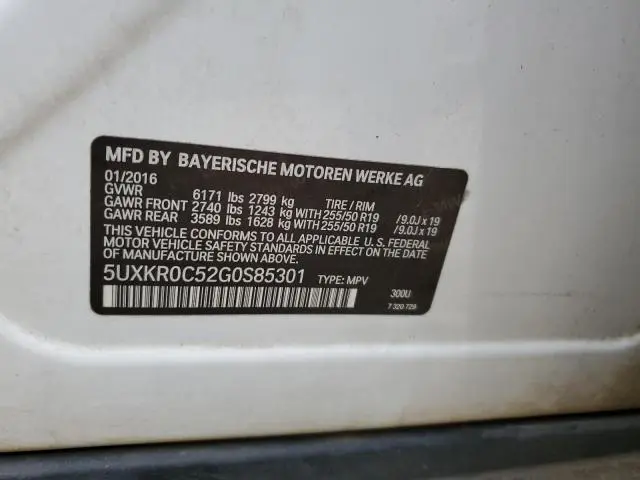 MFD BY BAYERISCHE MOTOREN WERKE AG
01/2016
GVWR 6171 lbs 2799 kg TIRE / RIM
GAWR FRONT 2740 lbs 1243 kg WITH 255/50 R19 /9.0J x 19
GAWR REAR 3589 lbs 1628 kg WITH 255/50 R19 /9.0J x 19
THIS VEHICLE CONFORMS TO ALL APPLICABLE U. S. FEDERAL
MOTOR VEHICLE SAFETY STANDARDS IN EFFECT ON THE DATE
OF MANUFACTURE SHOWN ABOVE.
5UXKR0C52G0S85301 TYPE: MPV
300U
7 320 729